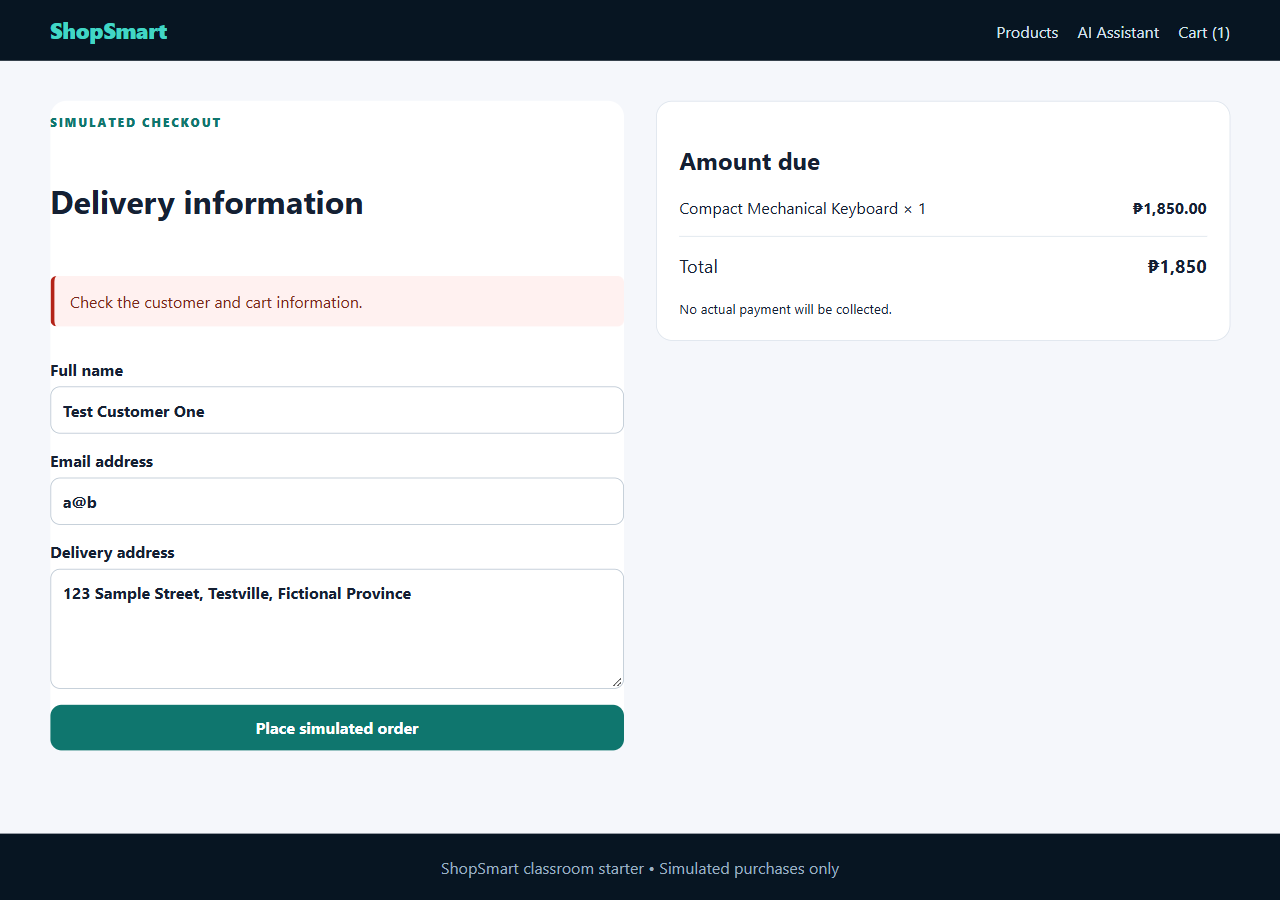 ShopSmart
Products
AI Assistant
Cart (1)
SIMULATED CHECKOUT
Delivery information
Check the customer and cart information.
Full name
Test Customer One
Email address
a@b
Delivery address
123 Sample Street, Testville, Fictional Province
Place simulated order
Amount due
Compact Mechanical Keyboard × 1
₱1,850.00
Total
₱1,850
No actual payment will be collected.
ShopSmart classroom starter • Simulated purchases only